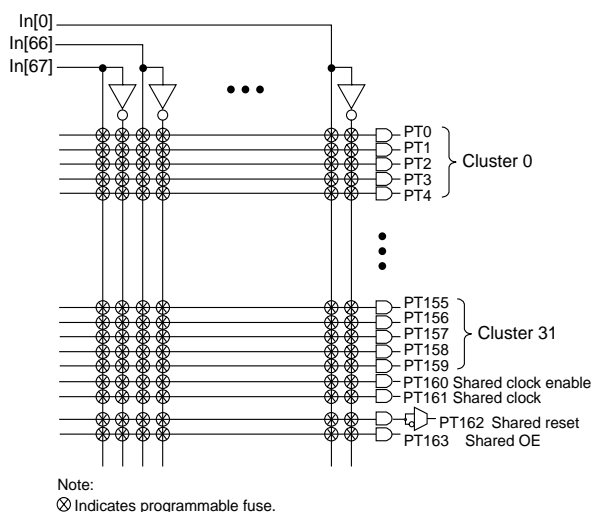 In[0]
In[66]
In[67]
PT0
PT1
PT2
PT3
PT4
Cluster 0
PT155
PT156
PT157
PT158
PT159
Cluster 31
PT160 Shared clock enable
PT161 Shared clock
PT162 Shared reset
PT163 Shared OE
Note:
⊗ Indicates programmable fuse.